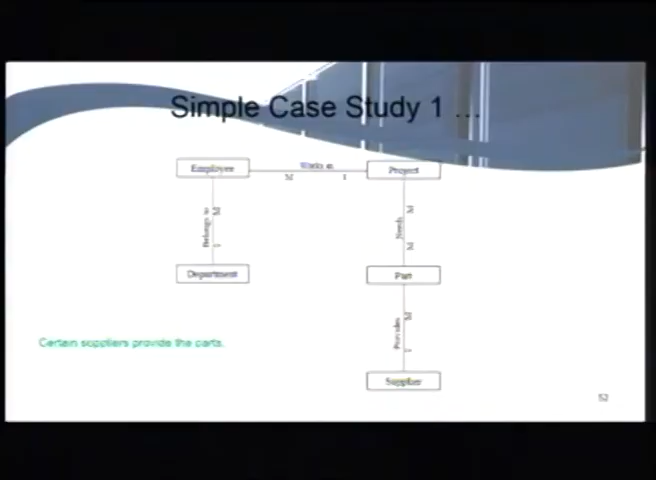 Simple Case Study 1 ...
Employee
Works in
M
1
Project
Belongs to
M
1
Needs
M
M
Department
Part
Provides
M
1
Certain suppliers provide the parts.
Supplier
52